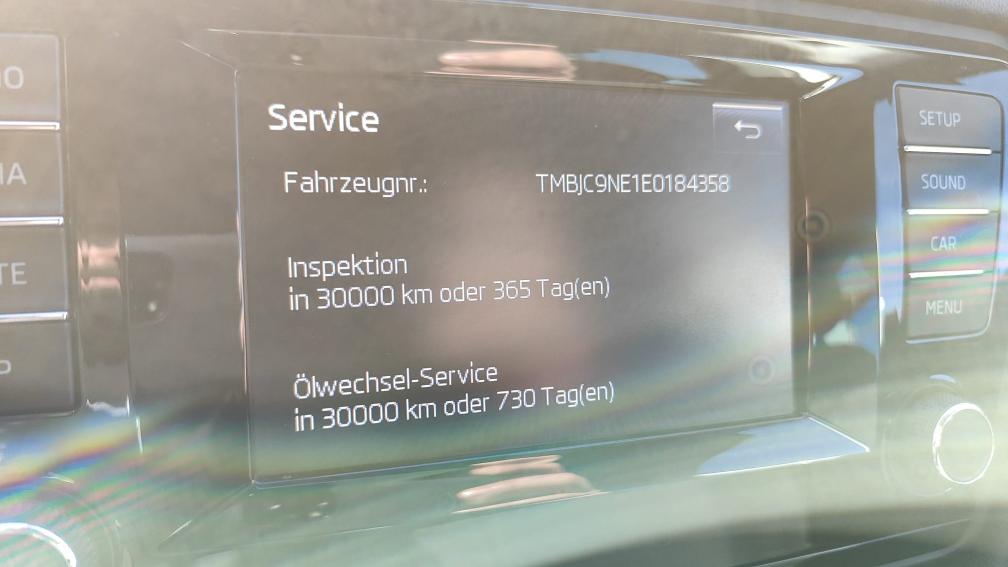 Service
Fahrzeugnr.: TMBJC9NE1E0184358
Inspektion
in 30000 km oder 365 Tag(en)
Ölwechsel-Service
in 30000 km oder 730 Tag(en)
SETUP
SOUND
CAR
MENU